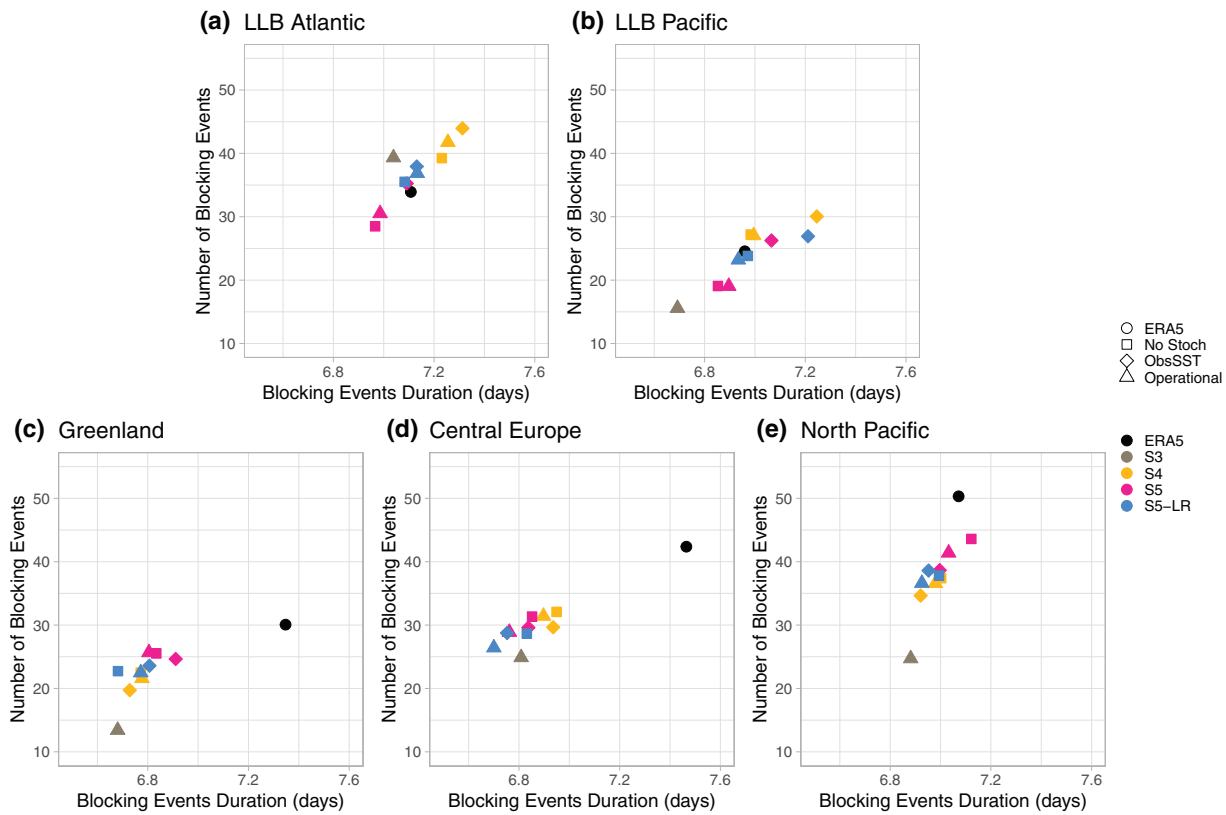 (a) LLB Atlantic
(b) LLB Pacific
Number of Blocking Events
50
40
30
20
10
6.8 7.2 7.6
Blocking Events Duration (days)
Number of Blocking Events
50
40
30
20
10
6.8 7.2 7.6
Blocking Events Duration (days)
ERA5
No Stoch
ObsSST
Operational
ERA5
S3
S4
S5
S5−LR
(c) Greenland
(d) Central Europe
(e) North Pacific
Number of Blocking Events
50
40
30
20
10
6.8 7.2 7.6
Blocking Events Duration (days)
Number of Blocking Events
50
40
30
20
10
6.8 7.2 7.6
Blocking Events Duration (days)
Number of Blocking Events
50
40
30
20
10
6.8 7.2 7.6
Blocking Events Duration (days)